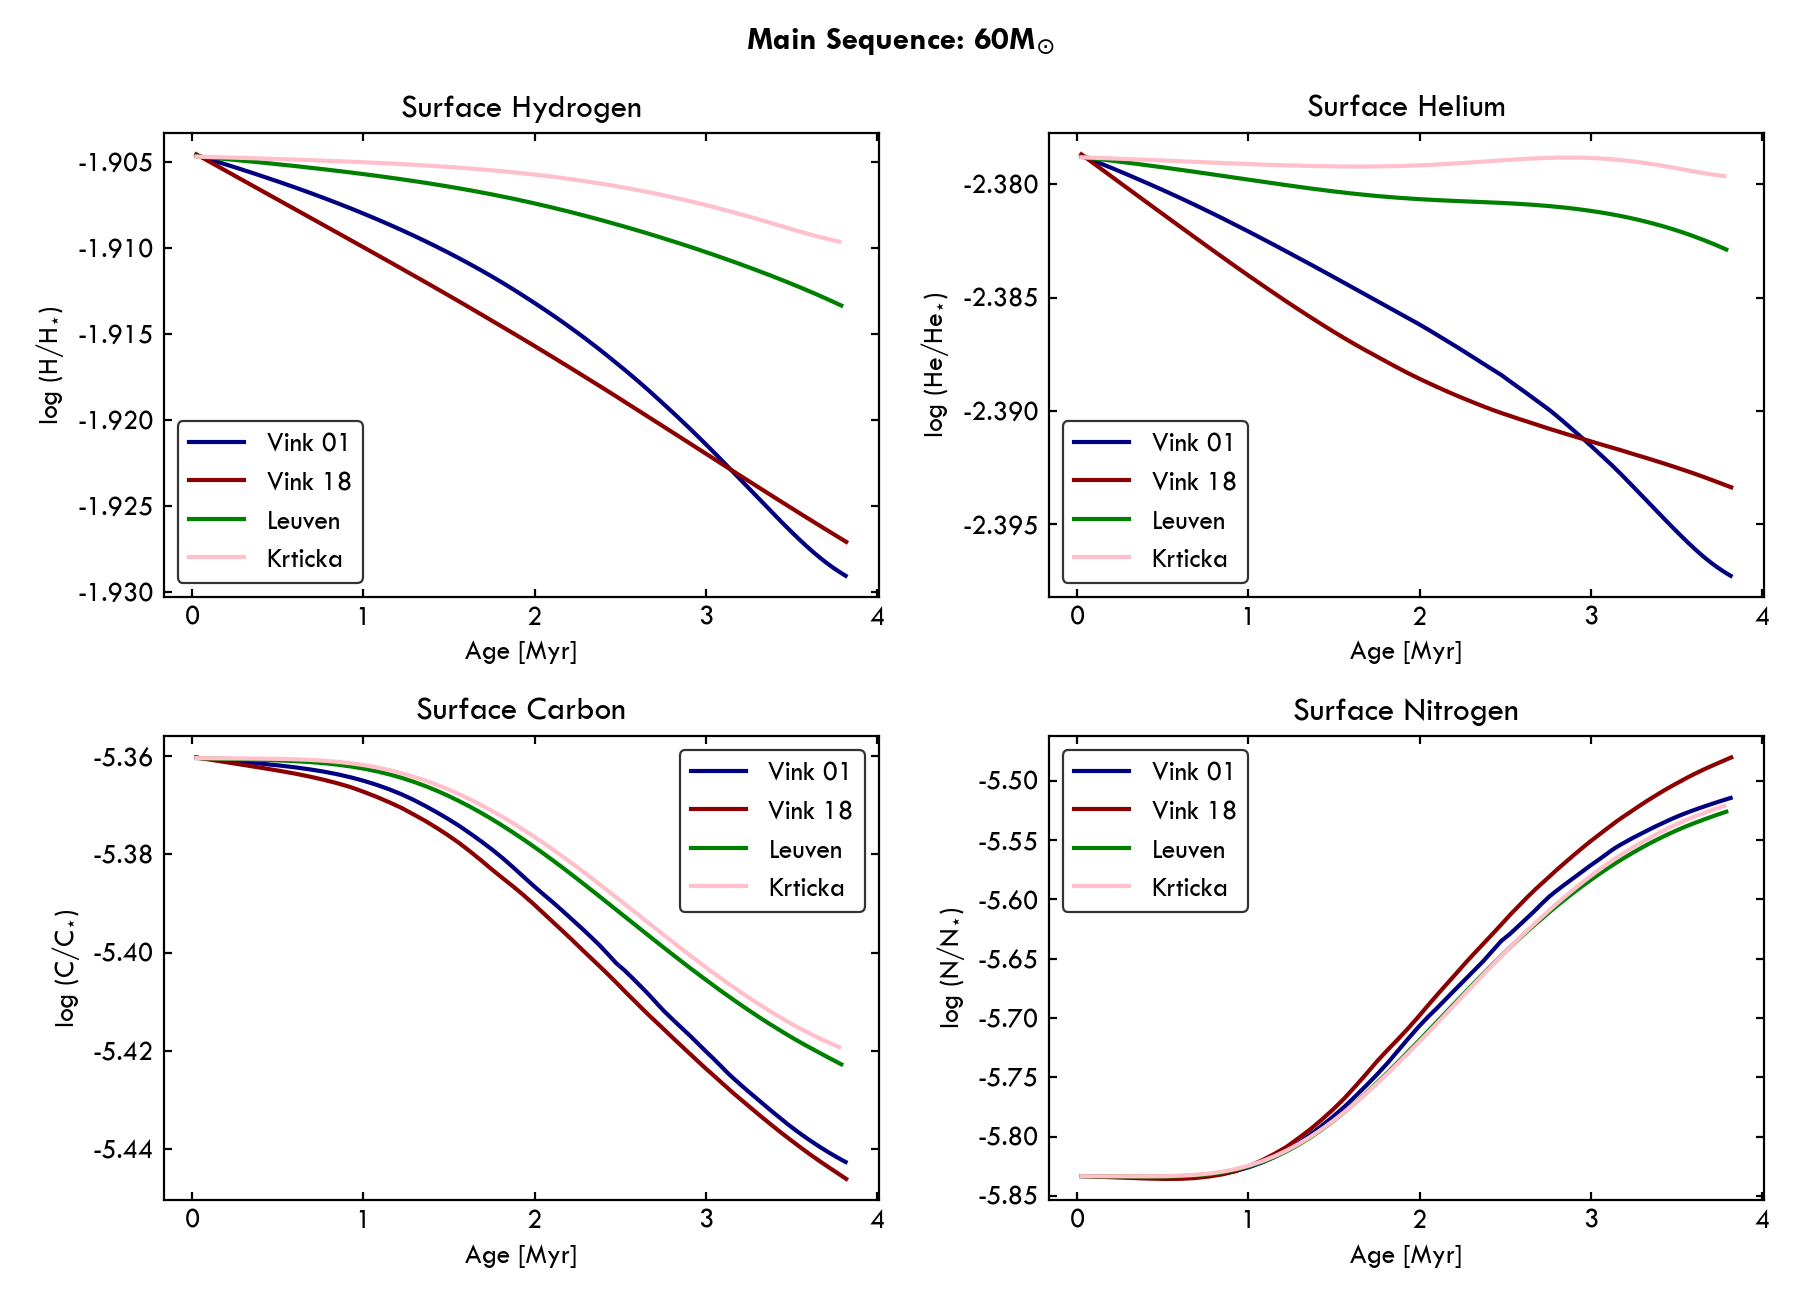 Main Sequence: 60M⊙
Surface Hydrogen
log (H/H⋆)
-1.905
-1.910
-1.915
-1.920
-1.925
-1.930
Vink 01
Vink 18
Leuven
Krticka
0 1 2 3 4
Age [Myr]
Surface Helium
log (He/He⋆)
-2.380
-2.385
-2.390
-2.395
Vink 01
Vink 18
Leuven
Krticka
0 1 2 3 4
Age [Myr]
Surface Carbon
log (C/C⋆)
-5.36
-5.38
-5.40
-5.42
-5.44
Vink 01
Vink 18
Leuven
Krticka
0 1 2 3 4
Age [Myr]
Surface Nitrogen
log (N/N⋆)
-5.50
-5.55
-5.60
-5.65
-5.70
-5.75
-5.80
-5.85
Vink 01
Vink 18
Leuven
Krticka
0 1 2 3 4
Age [Myr]